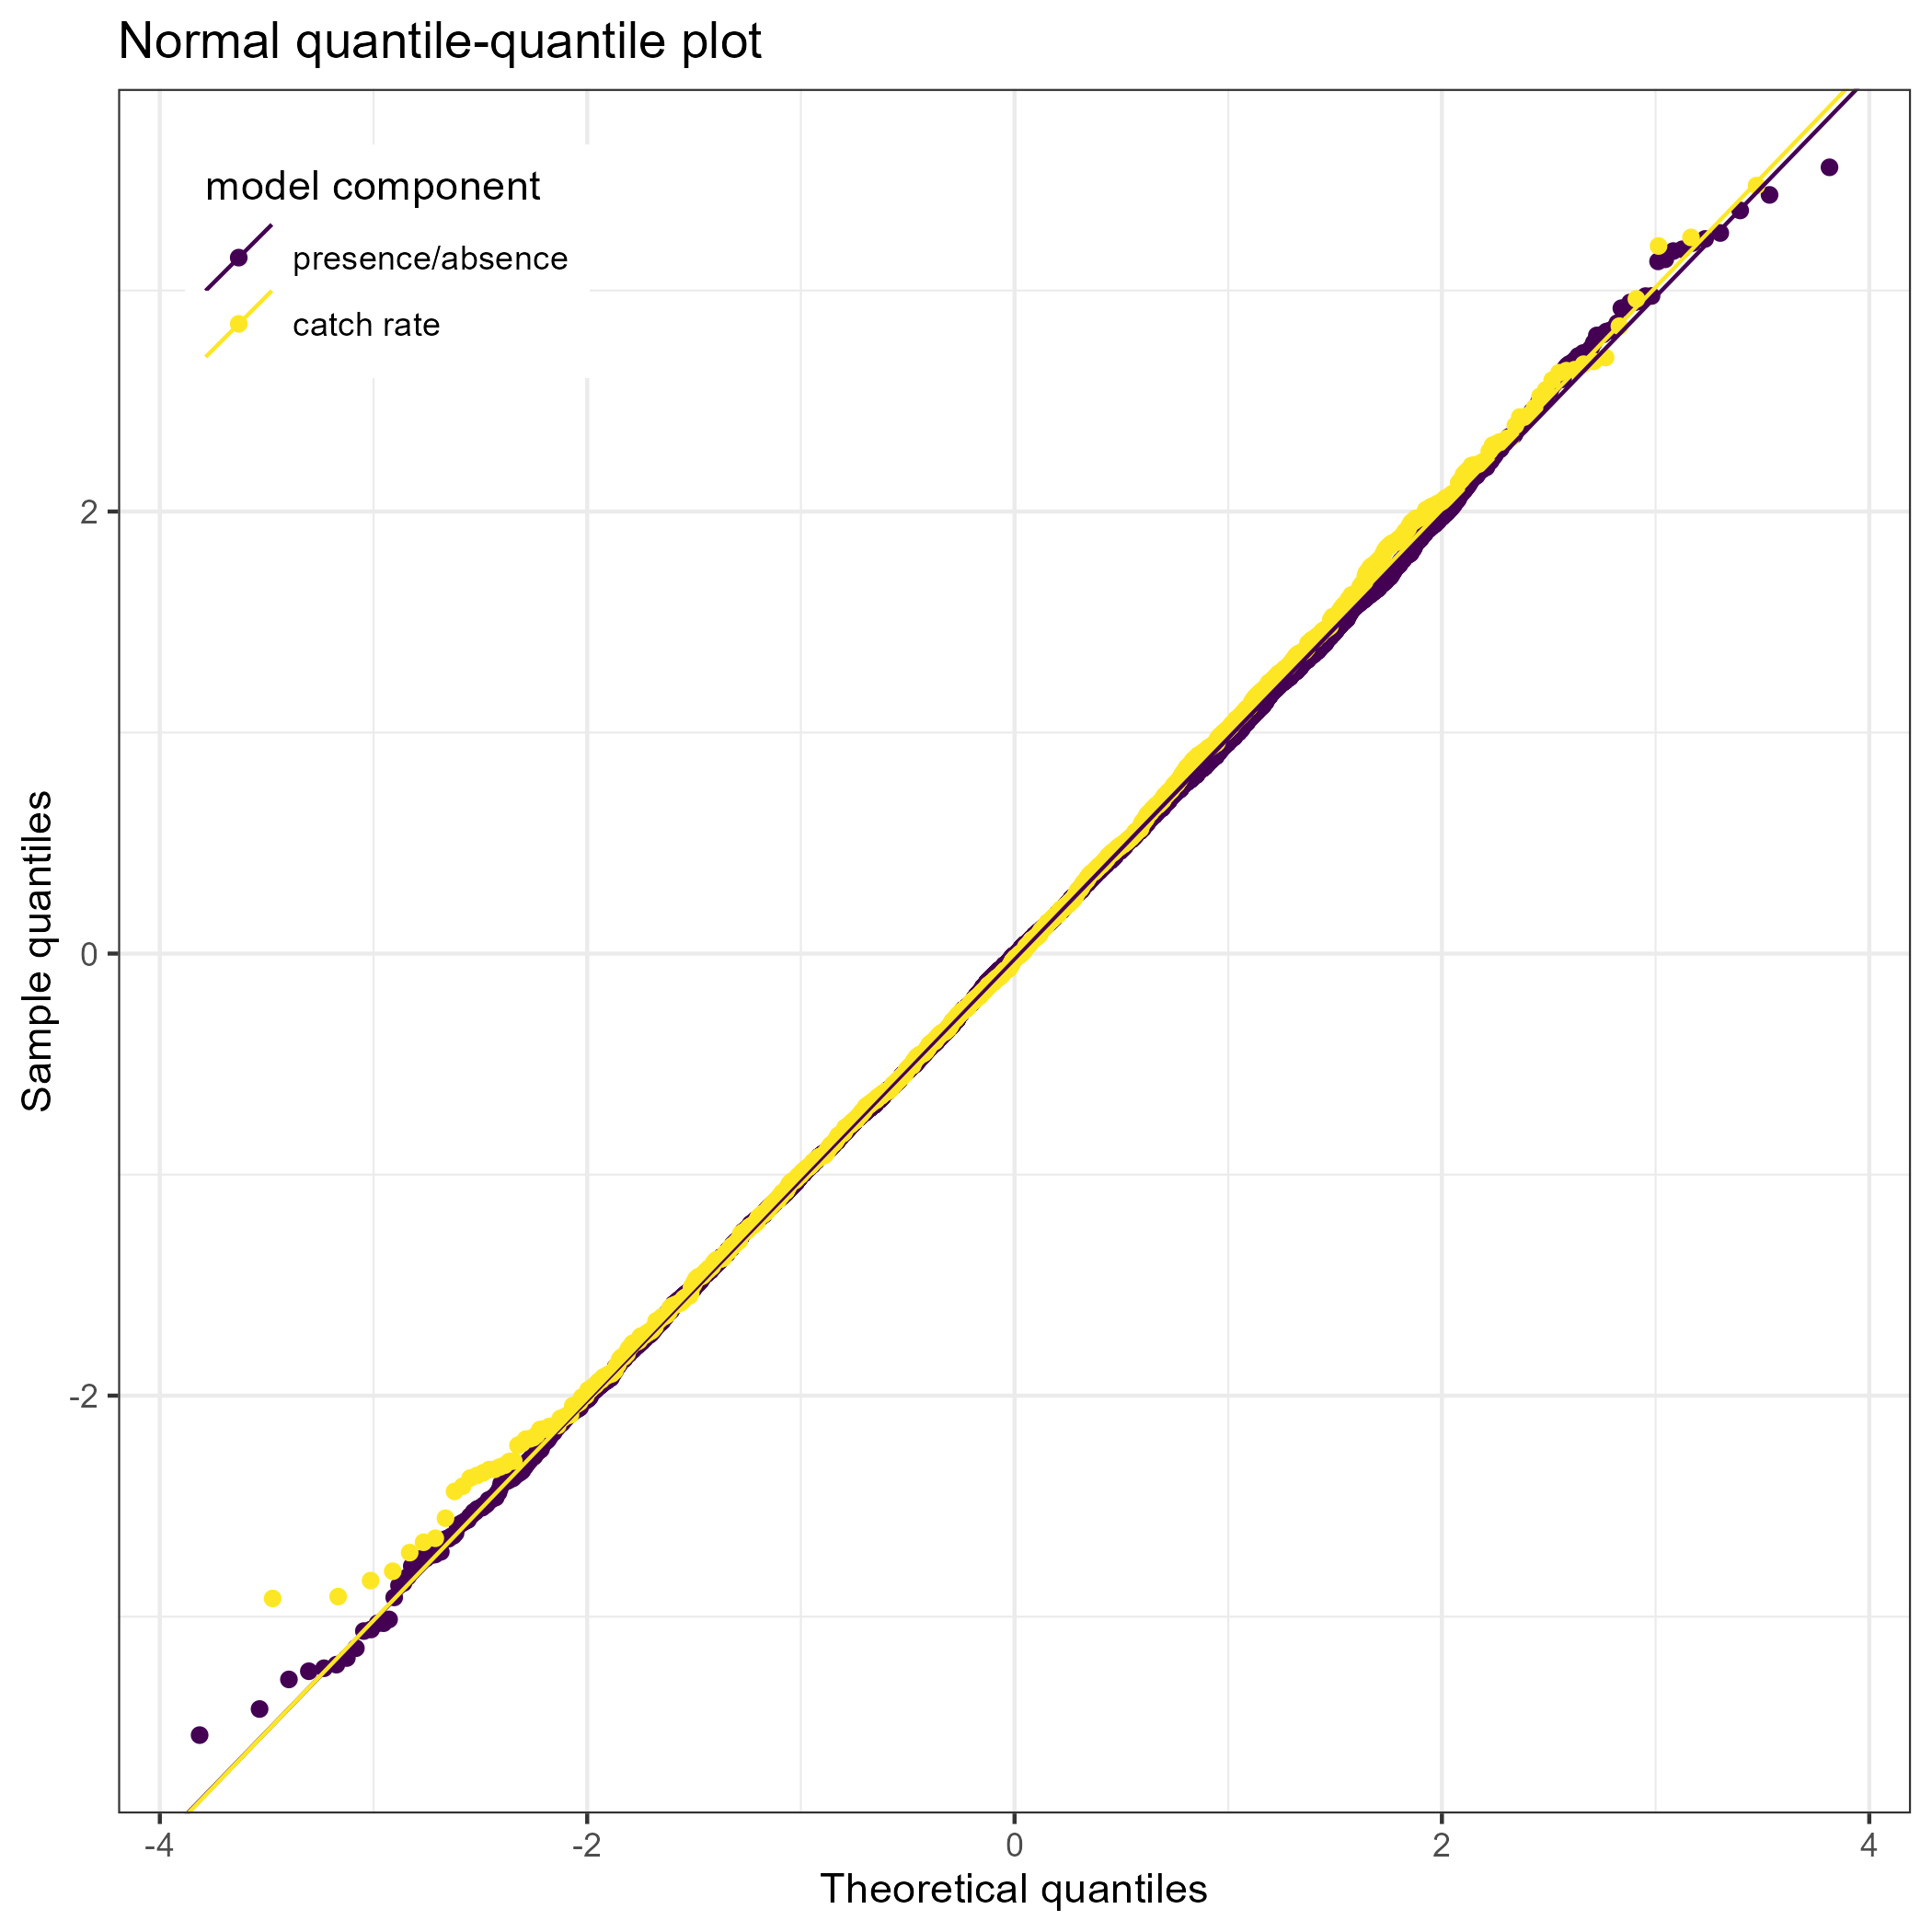 Normal quantile-quantile plot
model component
presence/absence
catch rate
Sample quantiles
2
0
-2
-4
-2
0
2
4
Theoretical quantiles